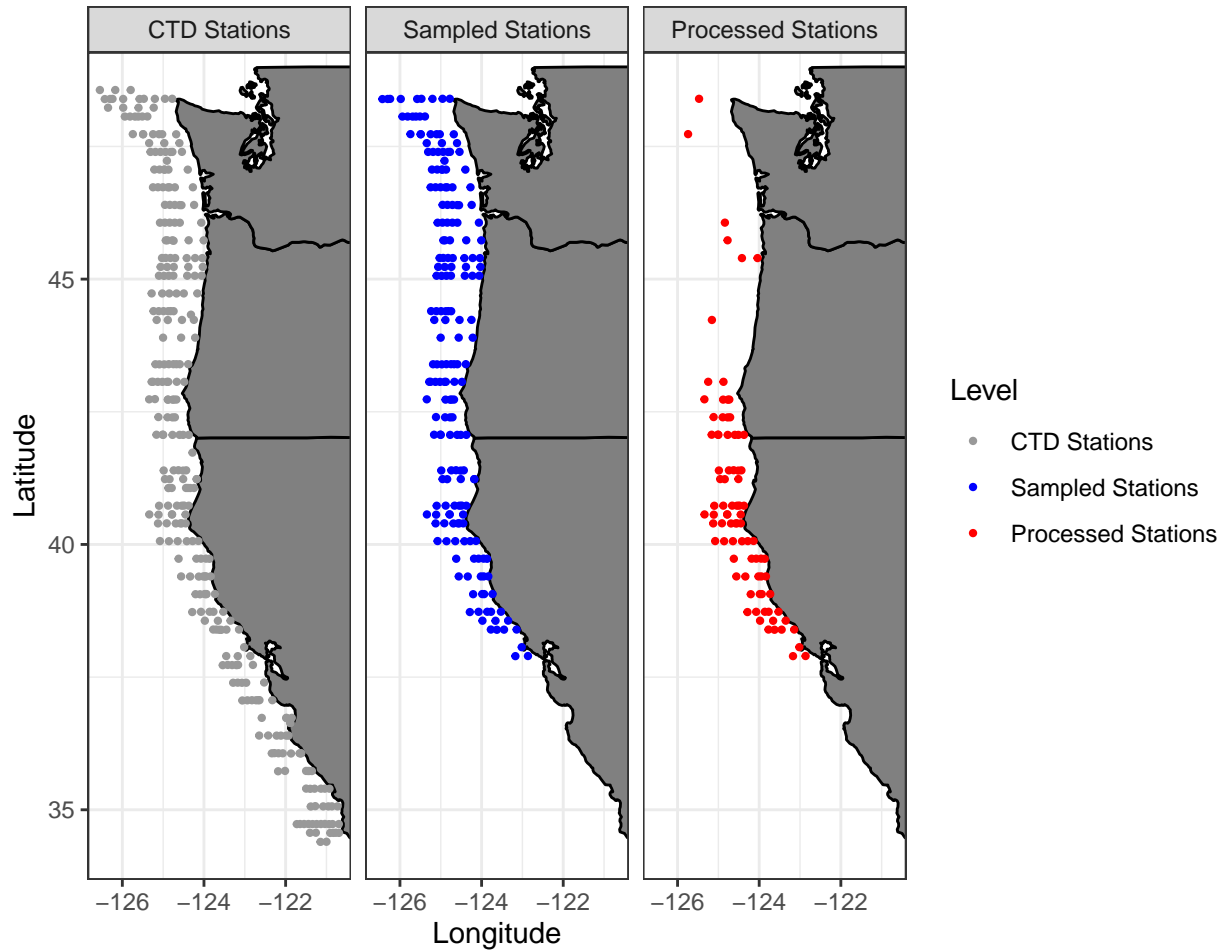 CTD Stations
Sampled Stations
Processed Stations
45
40
35
Latitude
−126
−124
−122
−126
−124
−122
−126
−124
−122
Longitude
Level
CTD Stations
Sampled Stations
Processed Stations